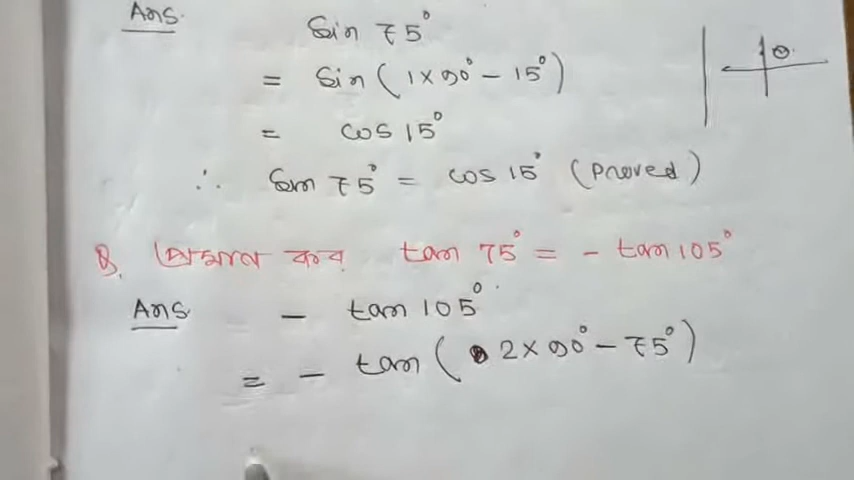 Ans.
Sin 75°
= Sin (1×90° - 15°)
= cos 15°
θ
∴ Sin 75° = cos 15° (Proved)
Q. প্রমাণ কর tan 75° = - tan 105°
Ans - tan 105°
= - tan ( 2×90° - 75°)